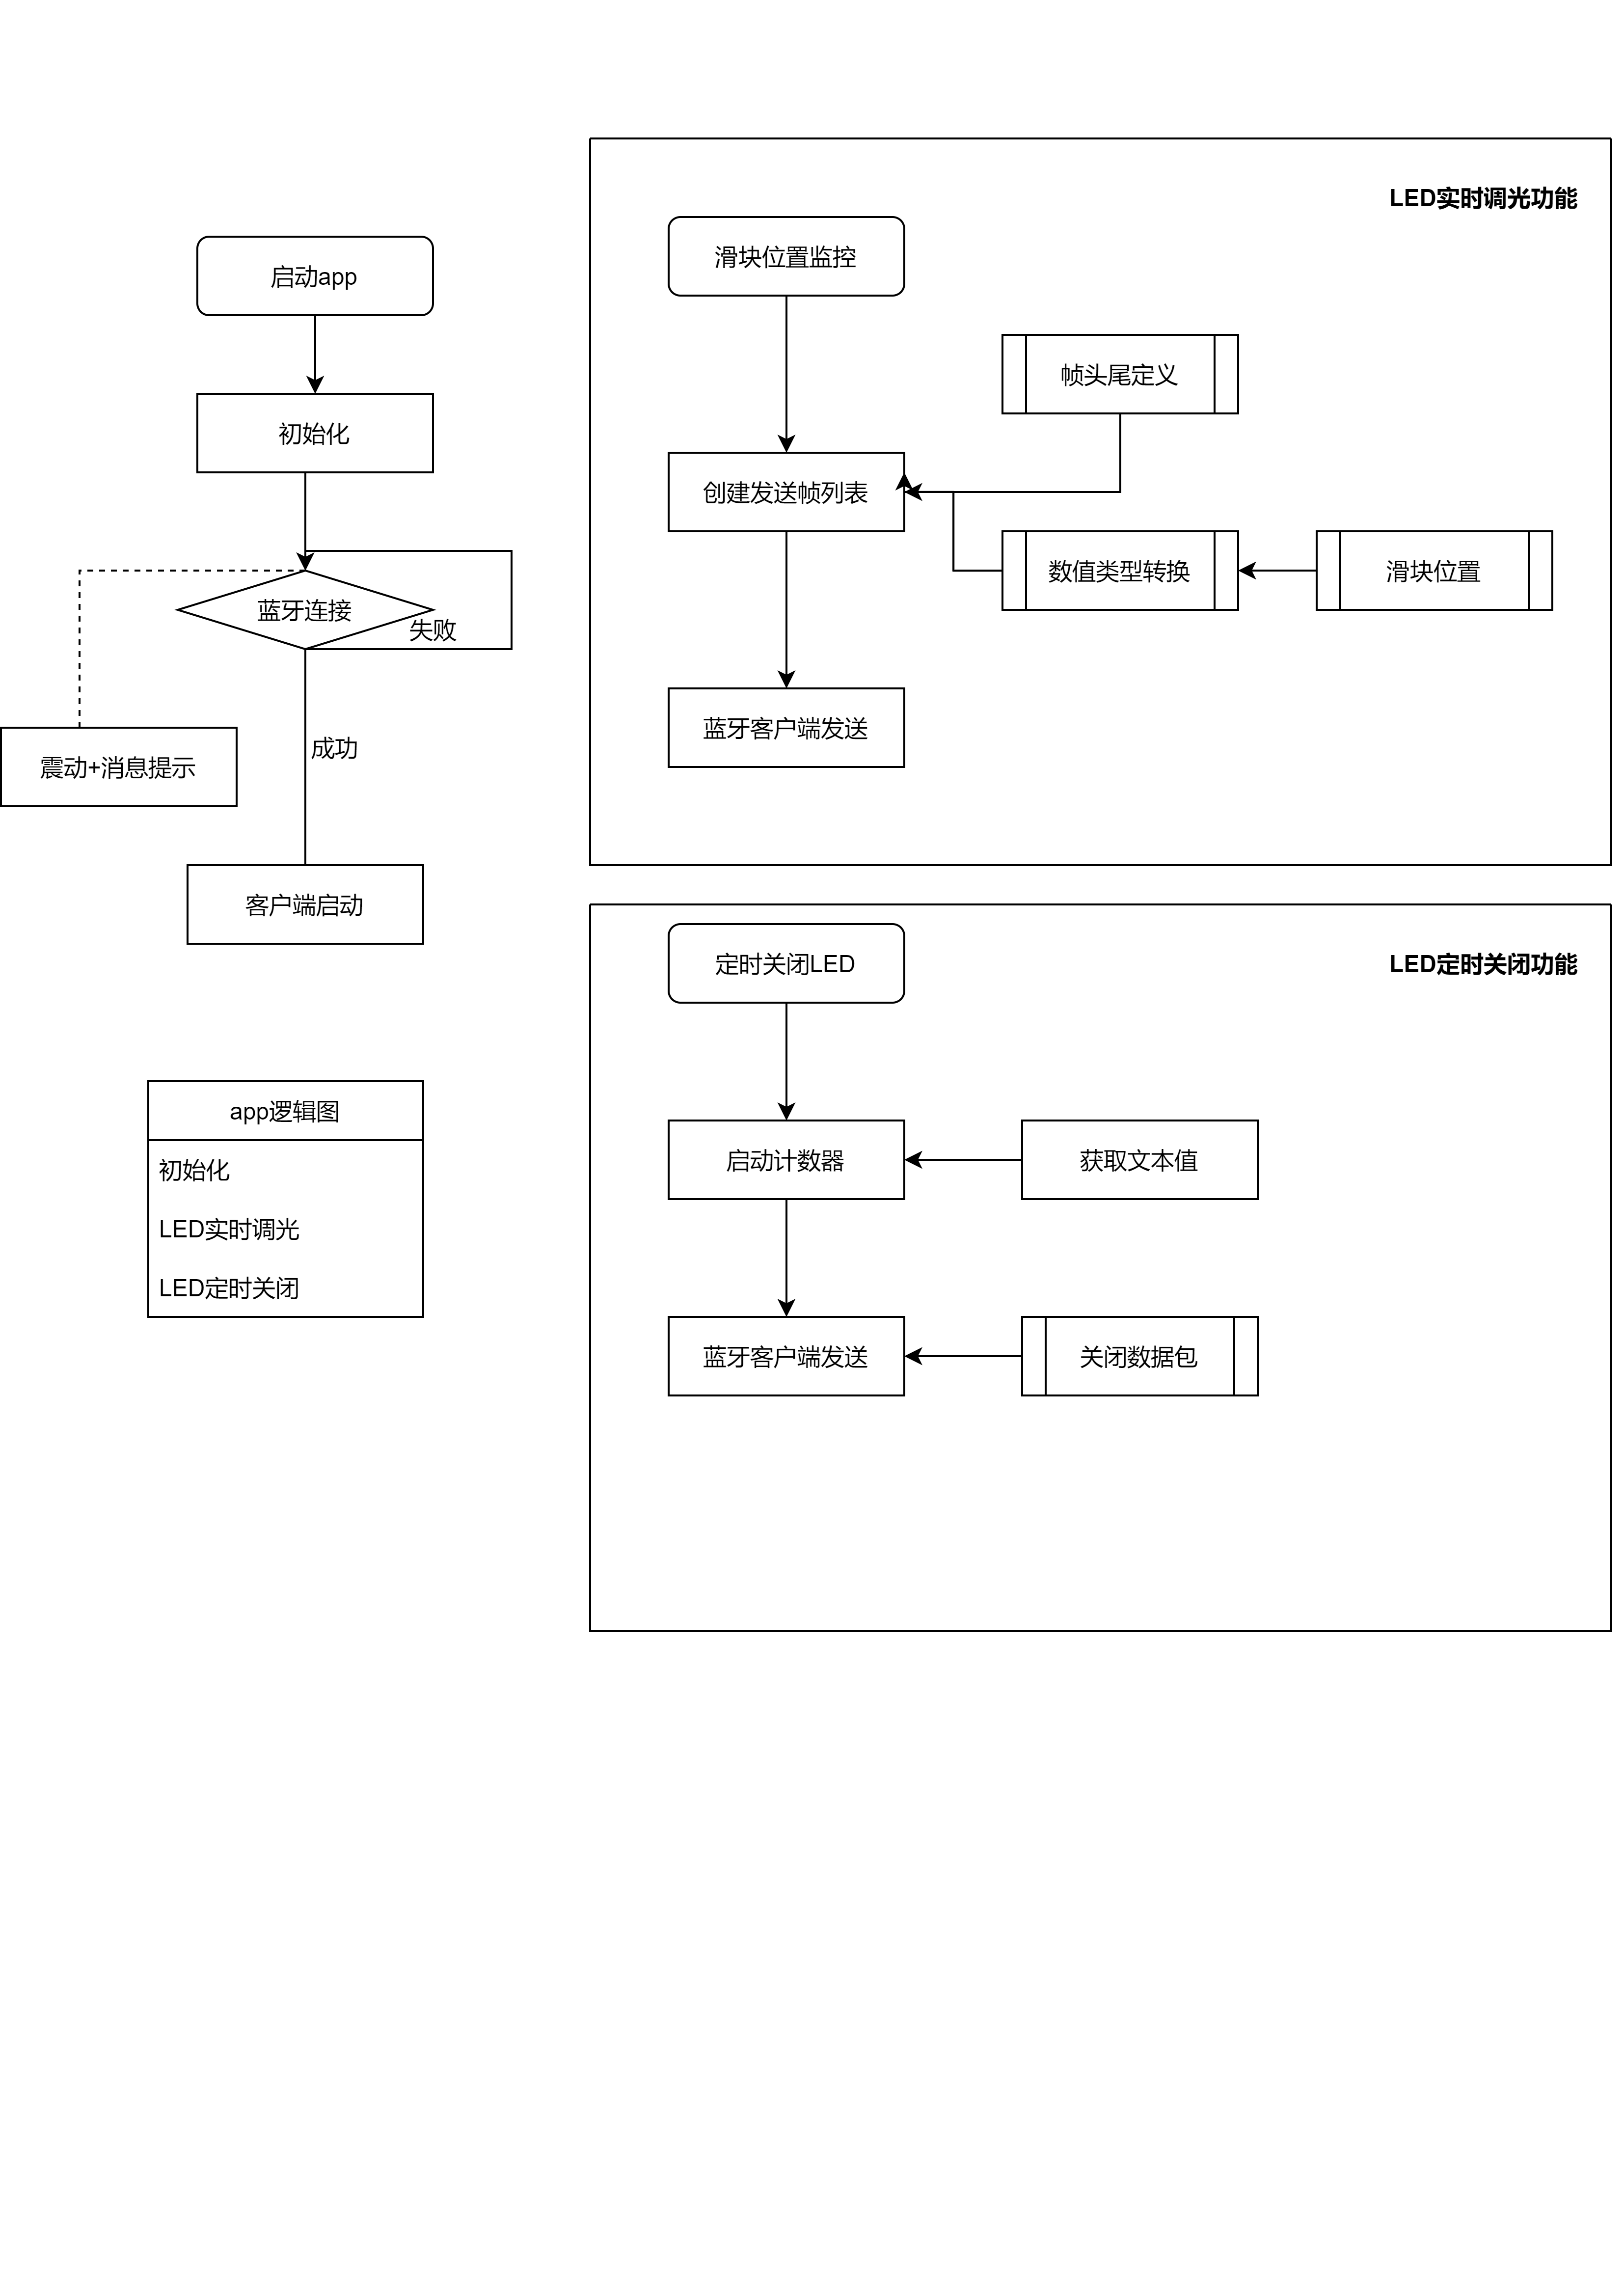 启动app
初始化
蓝牙连接
失败
震动+消息提示
成功
客户端启动
app逻辑图
初始化
LED实时调光
LED定时关闭
LED实时调光功能
滑块位置监控
帧头尾定义
创建发送帧列表
数值类型转换
滑块位置
蓝牙客户端发送
定时关闭LED
LED定时关闭功能
启动计数器
获取文本值
蓝牙客户端发送
关闭数据包